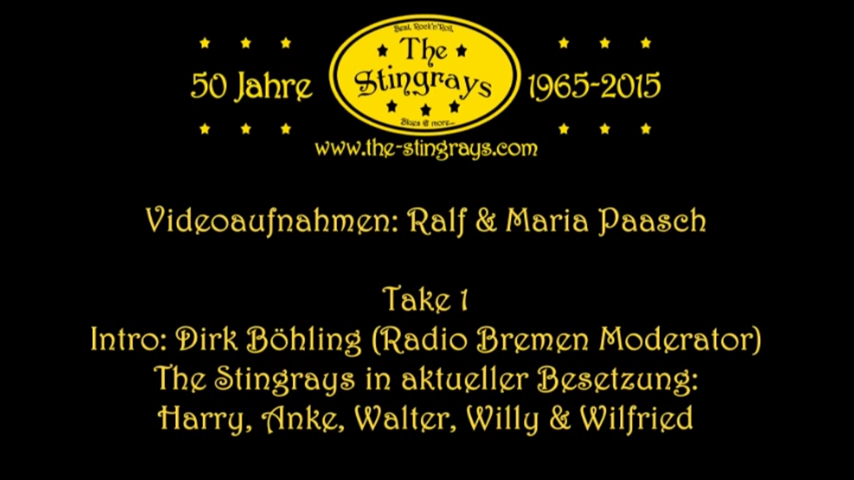 Beat, Rock'n'Roll,
The
Stingrays
Blues & more...
50 Jahre
1965-2015
www.the-stingrays.com
Videoaufnahmen: Ralf & Maria Paasch
Take 1
Intro: Dirk Böhling (Radio Bremen Moderator)
The Stingrays in aktueller Besetzung:
Harry, Anke, Walter, Willy & Wilfried